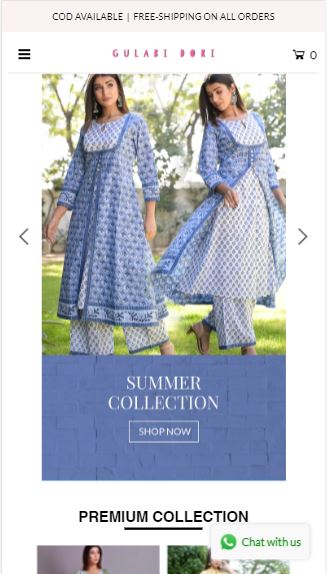 COD AVAILABLE | FREE-SHIPPING ON ALL ORDERS
GULABI DORI
0
SUMMER
COLLECTION
SHOP NOW
PREMIUM COLLECTION
Chat with us